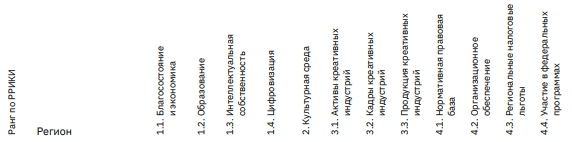 Ранг по РРИКИ
Регион
1.1. Благосостояние
и экономика
1.2. Образование
1.3. Интеллектуальная
собственность
1.4. Цифровизация
2. Культурная среда
3.1. Активы креативных
индустрий
3.2. Кадры креативных
индустрий
3.3. Продукция креативных
индустрий
4.1. Нормативная правовая
база
4.2. Организационное
обеспечение
4.3. Региональные налоговые
льготы
4.4. Участие в федеральных
программах